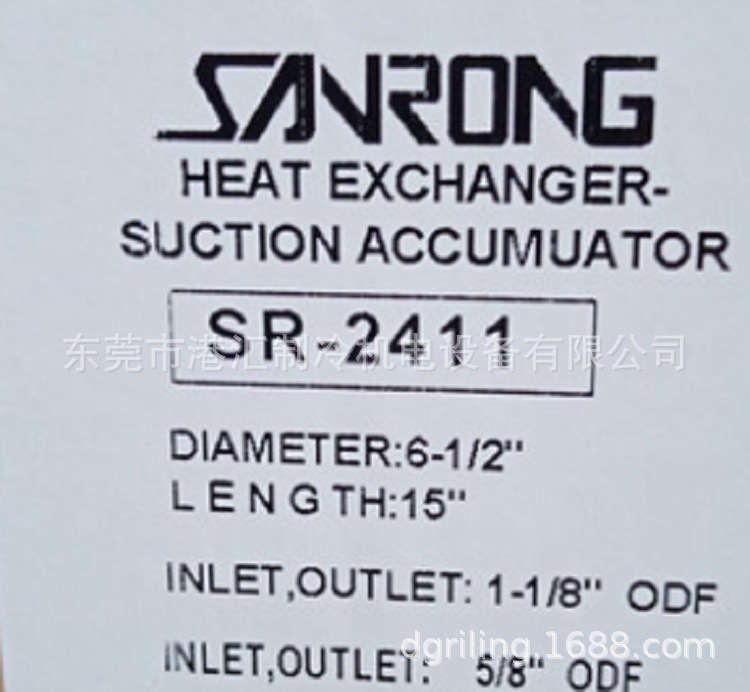 SANRONG
HEAT EXCHANGER-
SUCTION ACCUMUATOR
SR-2411
东莞市港汇制冷机电设备有限公司
DIAMETER:6-1/2"
LENGTH:15"
INLET,OUTLET: 1-1/8" ODF
dgriling.1688.com
INLET,OUTLET: 5/8" ODF